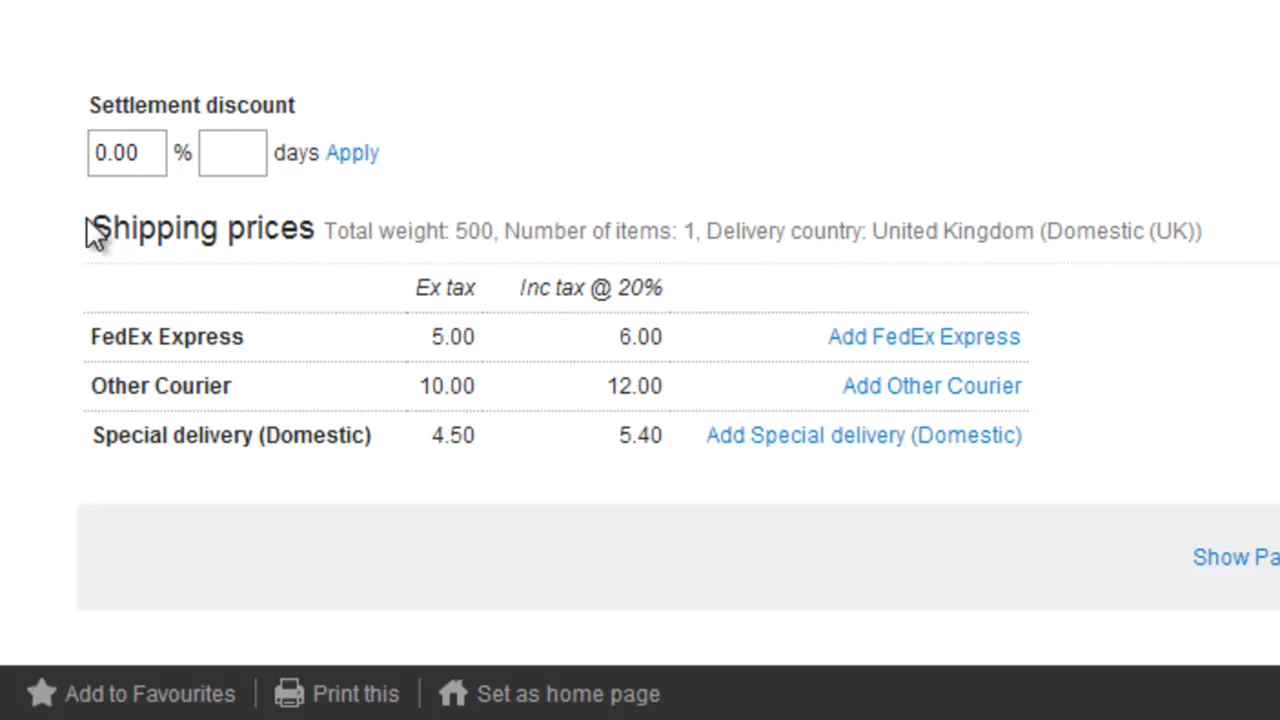 Settlement discount
0.00 % days Apply
Shipping prices Total weight: 500, Number of items: 1, Delivery country: United Kingdom (Domestic (UK))
Ex tax Inc tax @ 20%
FedEx Express 5.00 6.00 Add FedEx Express
Other Courier 10.00 12.00 Add Other Courier
Special delivery (Domestic) 4.50 5.40 Add Special delivery (Domestic)
Show Pa
Add to Favourites Print this Set as home page